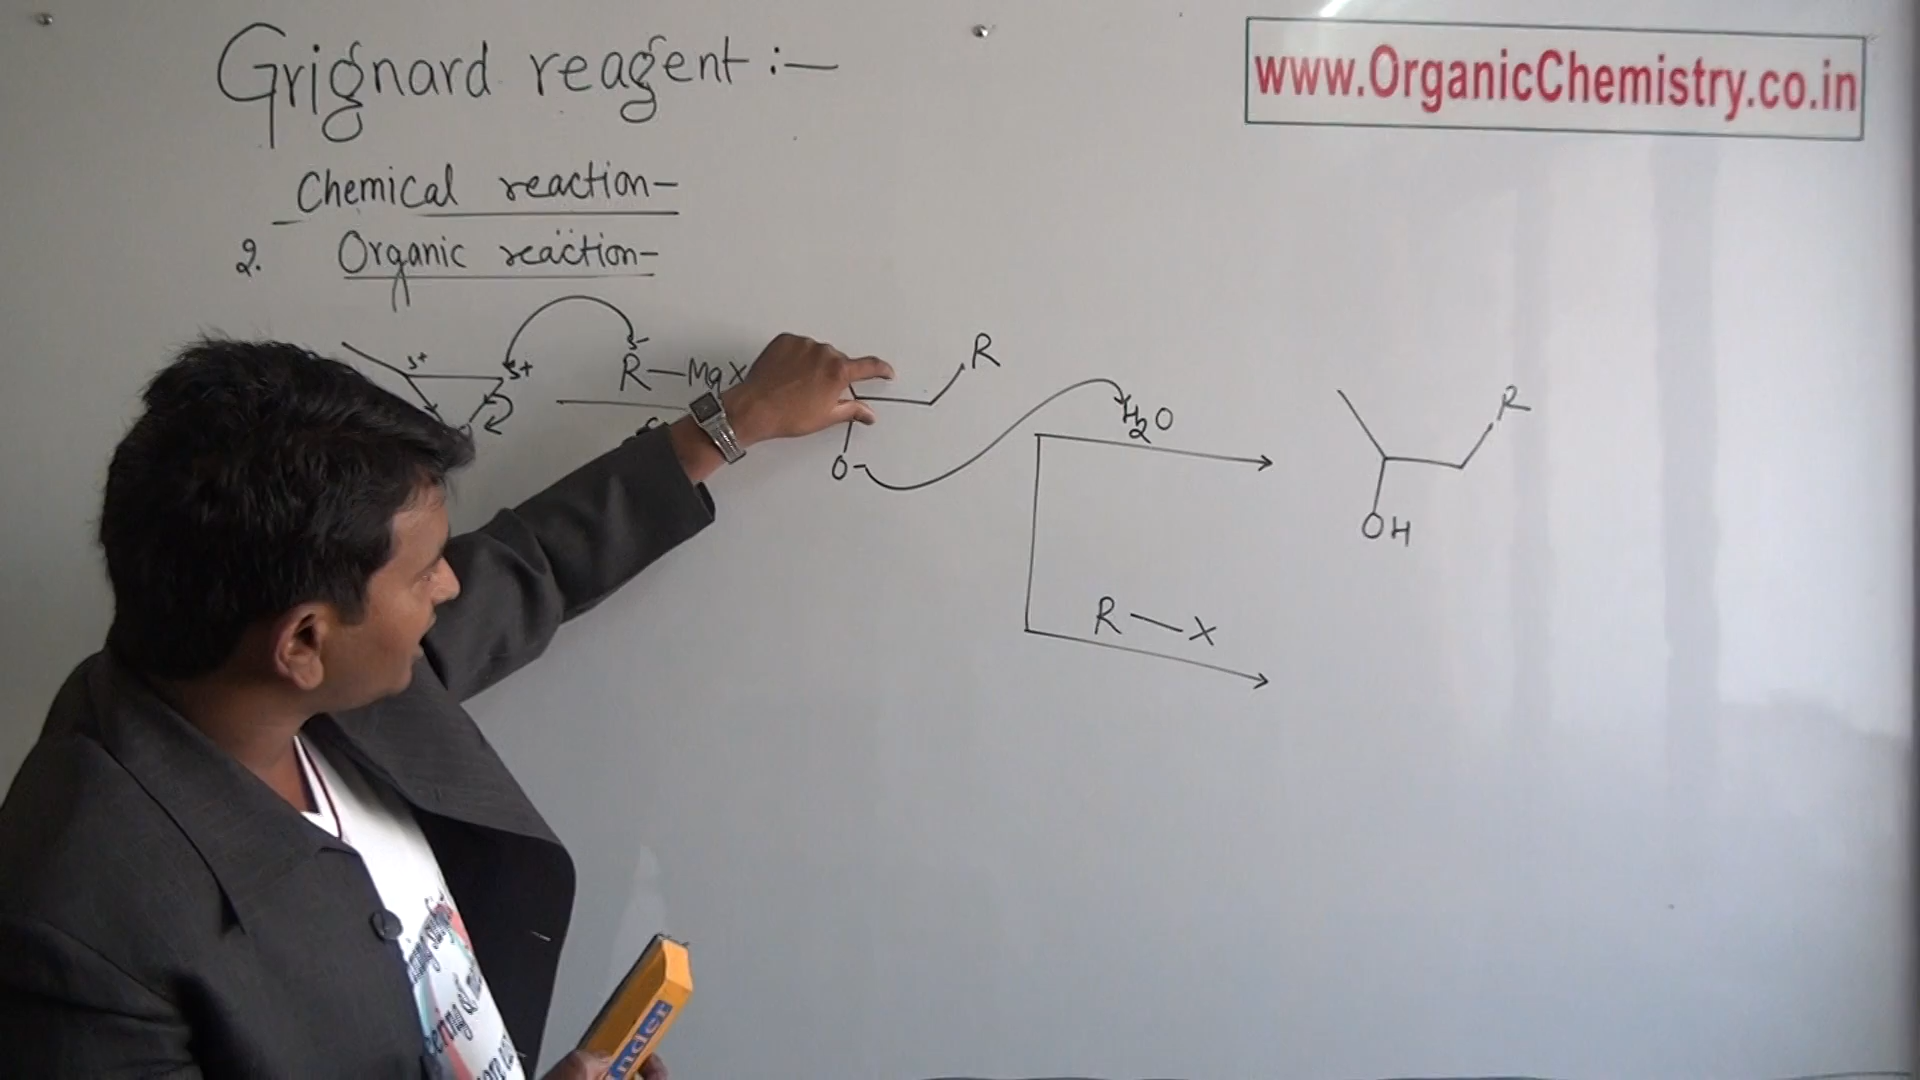 Grignard reagent :-
www.OrganicChemistry.co.in
Chemical reaction-
2. Organic reaction-
δ+
δ+
δ-
R—MgX
R
O-
H2O
R
OH
R—X